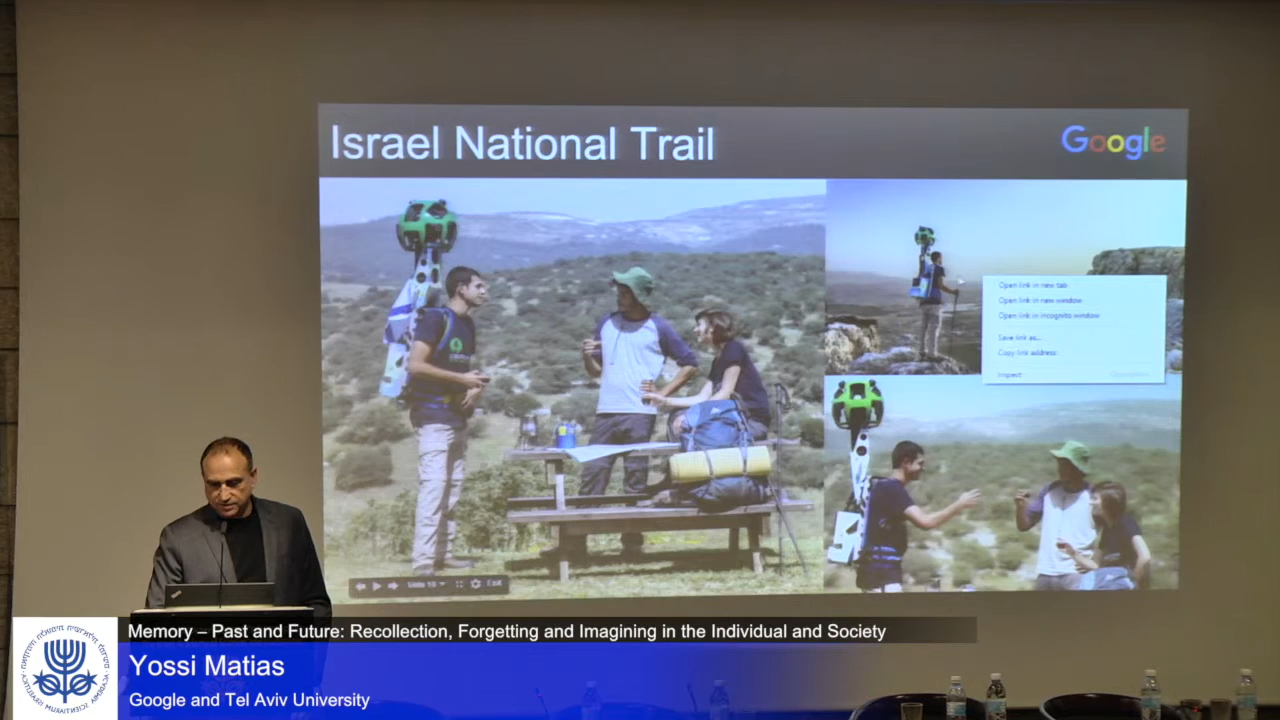 Israel National Trail
Google
Open link in new tab
Open link in new window
Open link in incognito window
Save link as...
Copy link address
Inspect
Exit
Memory – Past and Future: Recollection, Forgetting and Imagining in the Individual and Society
Yossi Matias
Google and Tel Aviv University